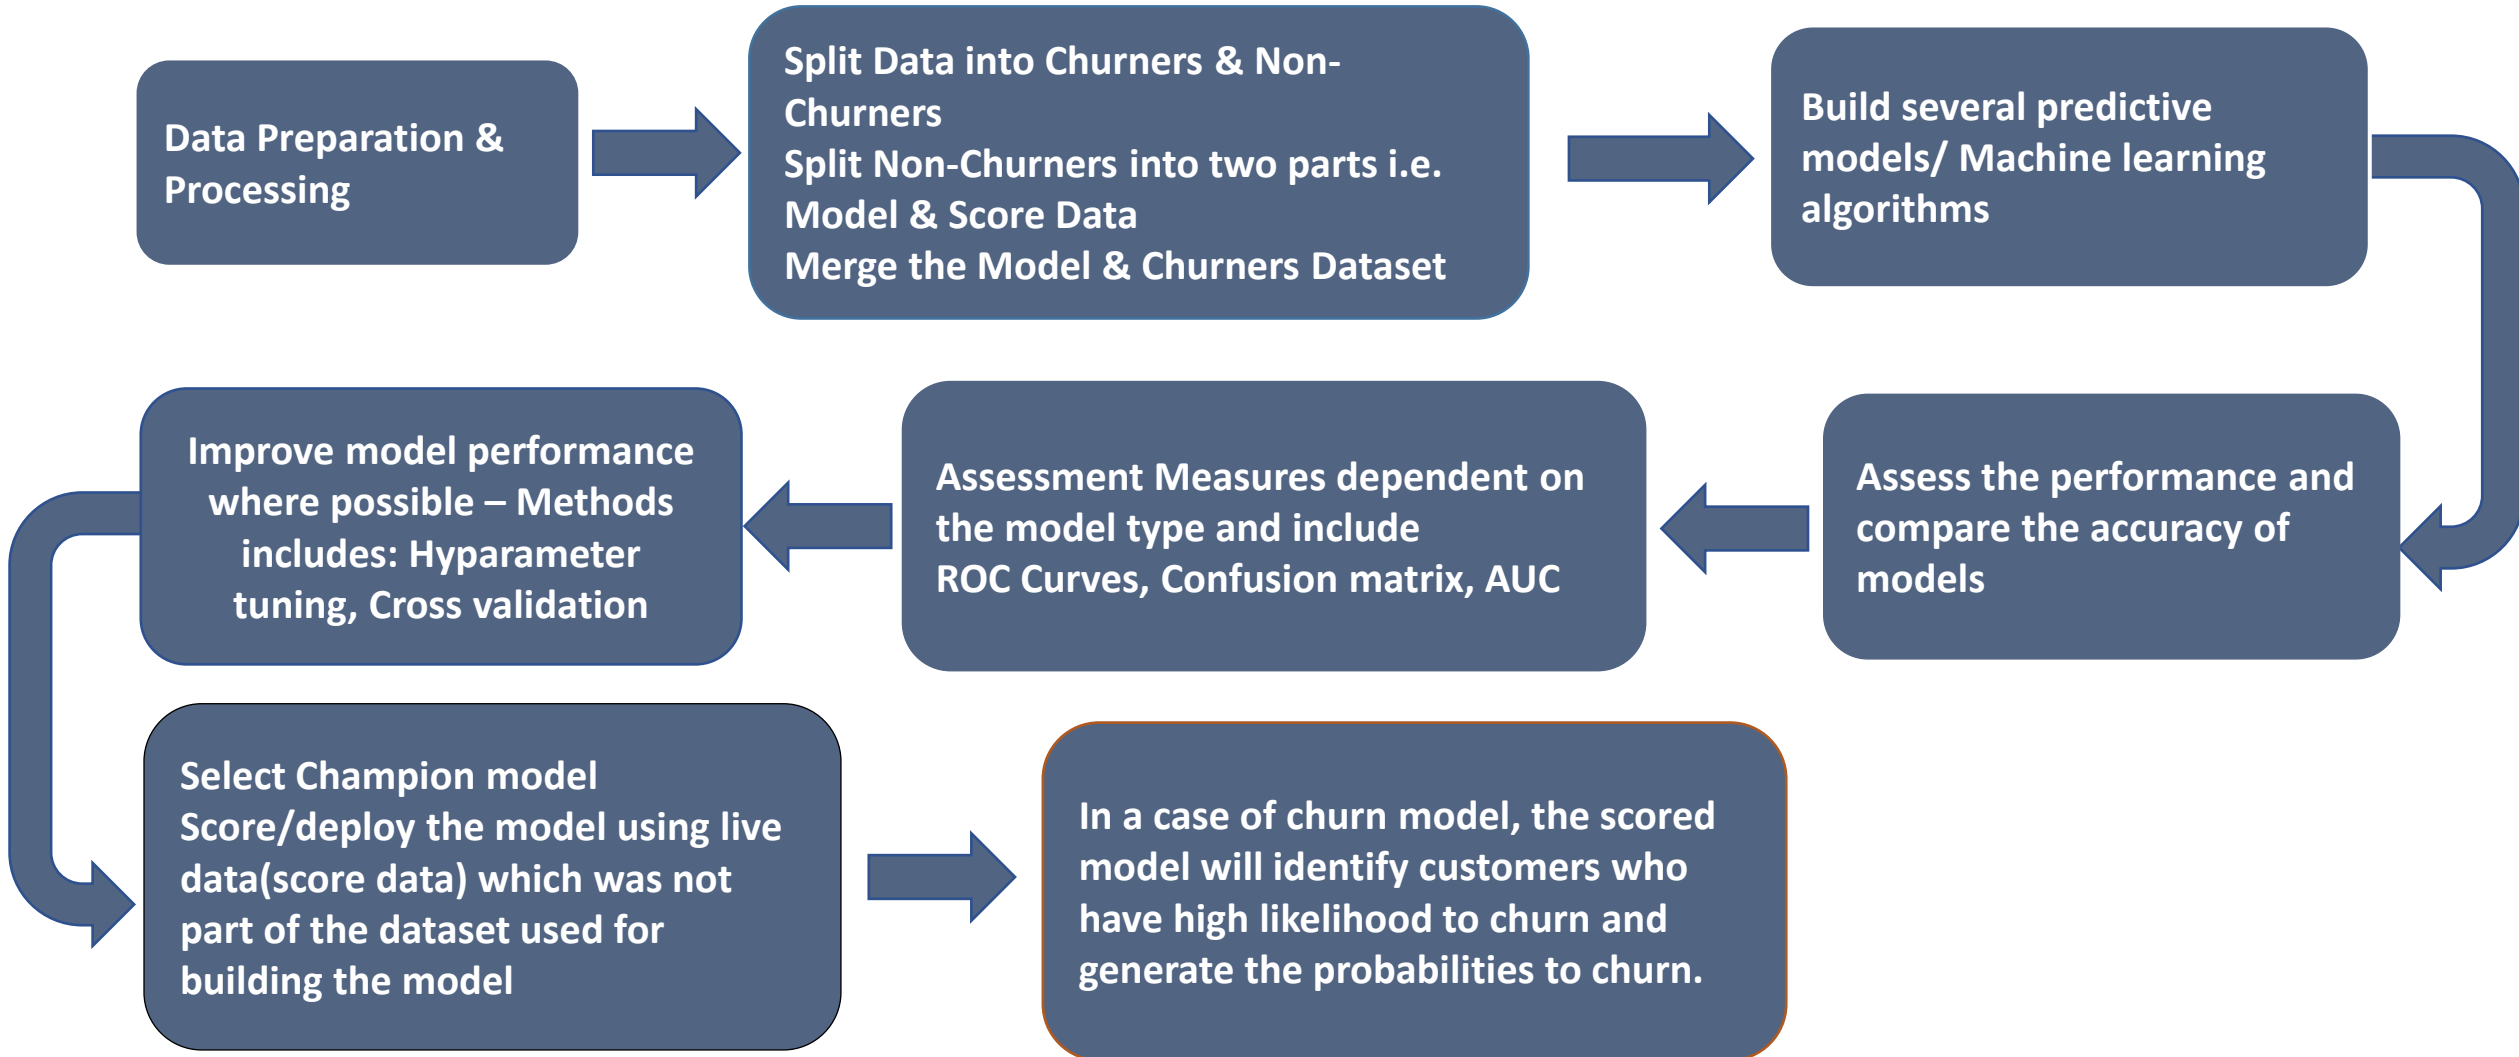 Data Preparation &
Processing
Split Data into Churners & Non-
Churners
Split Non-Churners into two parts i.e.
Model & Score Data
Merge the Model & Churners Dataset
Build several predictive
models/ Machine learning
algorithms
Assess the performance and
compare the accuracy of
models
Assessment Measures dependent on
the model type and include
ROC Curves, Confusion matrix, AUC
Improve model performance
where possible – Methods
includes: Hyparameter
tuning, Cross validation
Select Champion model
Score/deploy the model using live
data(score data) which was not
part of the dataset used for
building the model
In a case of churn model, the scored
model will identify customers who
have high likelihood to churn and
generate the probabilities to churn.